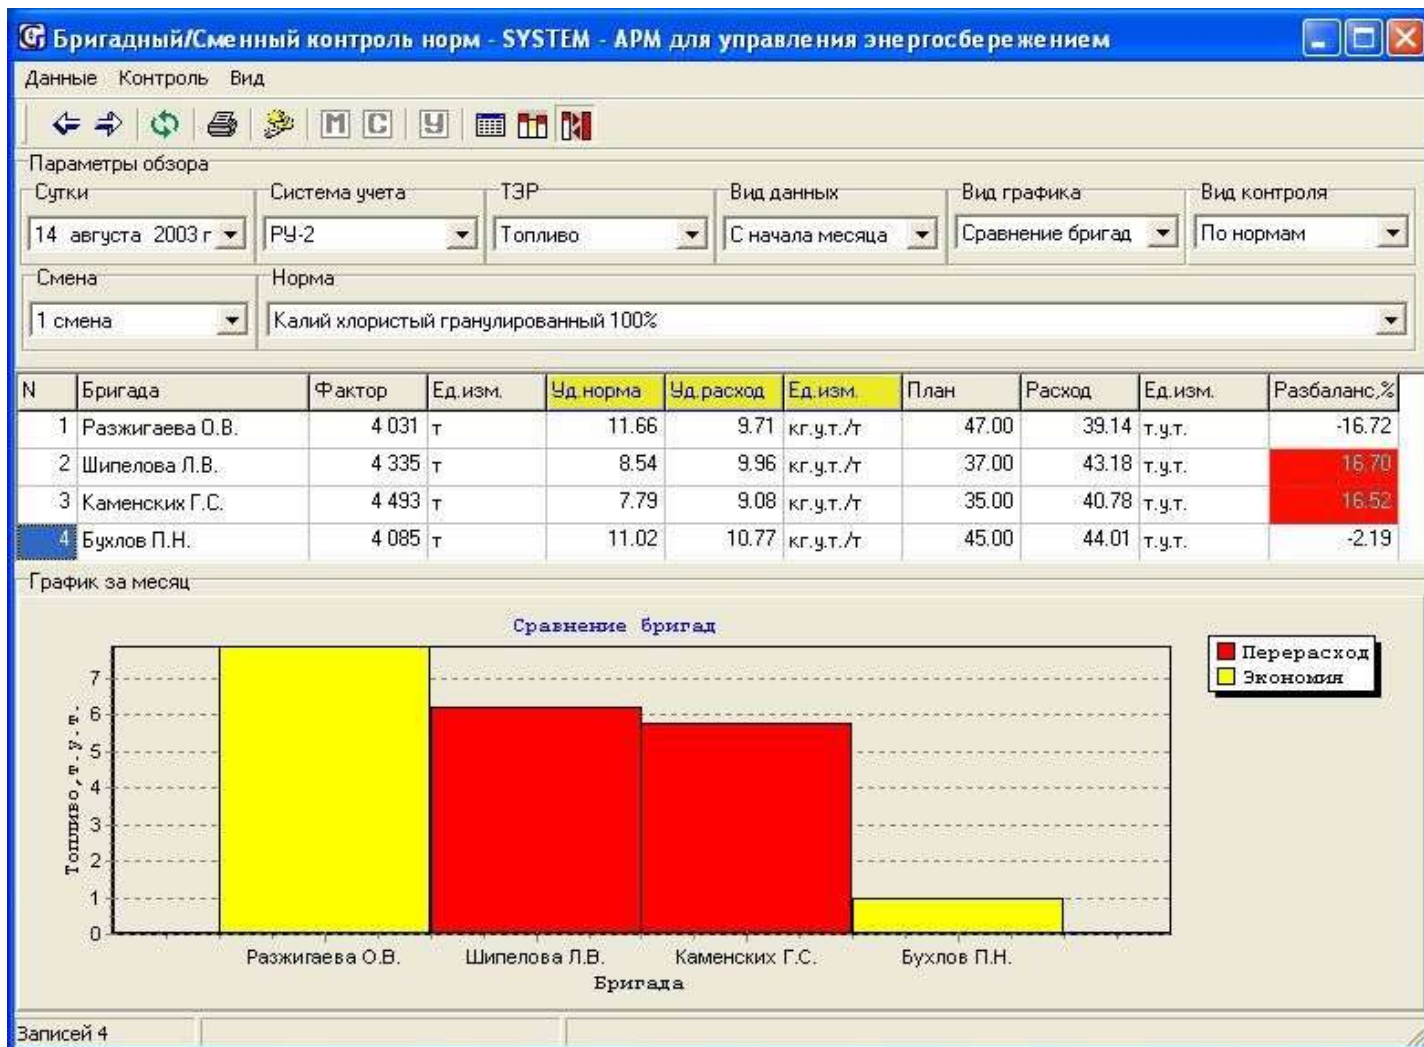 Бригадный/Сменный контроль норм - SYSTEM - АРМ для управления энергосбережением
Данные Контроль Вид
М С У
Параметры обзора
Сутки Система учета ТЭР Вид данных Вид графика Вид контроля
14 августа 2003 г РУ-2 Топливо С начала месяца Сравнение бригад По нормам
Смена Норма
1 смена Калий хлористый гранулированный 100%
N Бригада Фактор Ед.изм. Уд.норма Уд.расход Ед.изм. План Расход Ед.изм. Разбаланс,%
1 Разжигаева О.В. 4 031 т 11.66 9.71 кг.у.т./т 47.00 39.14 т.у.т. -16.72
2 Шипелова Л.В. 4 335 т 8.54 9.96 кг.у.т./т 37.00 43.18 т.у.т. 16.70
3 Каменских Г.С. 4 493 т 7.79 9.08 кг.у.т./т 35.00 40.78 т.у.т. 16.52
4 Бухлов П.Н. 4 085 т 11.02 10.77 кг.у.т./т 45.00 44.01 т.у.т. -2.19
График за месяц
Сравнение бригад
Перерасход
Экономия
Топливо,т.у.т.
7
6
5
4
3
2
1
0
Разжигаева О.В. Шипелова Л.В. Каменских Г.С. Бухлов П.Н.
Бригада
Записей 4